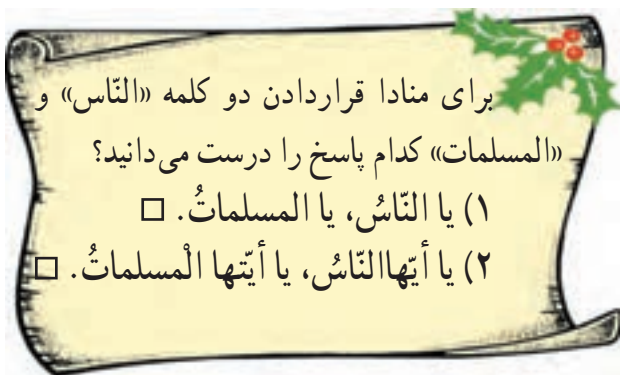 برای منادا قراردادن دو کلمه «النّاس» و
«المسلمات» کدام پاسخ را درست می‌دانید؟
۱) یا النّاسُ، یا المسلماتُ. □
۲) یا أیّهاالنّاسُ، یا أیّتها الْمسلماتُ. □